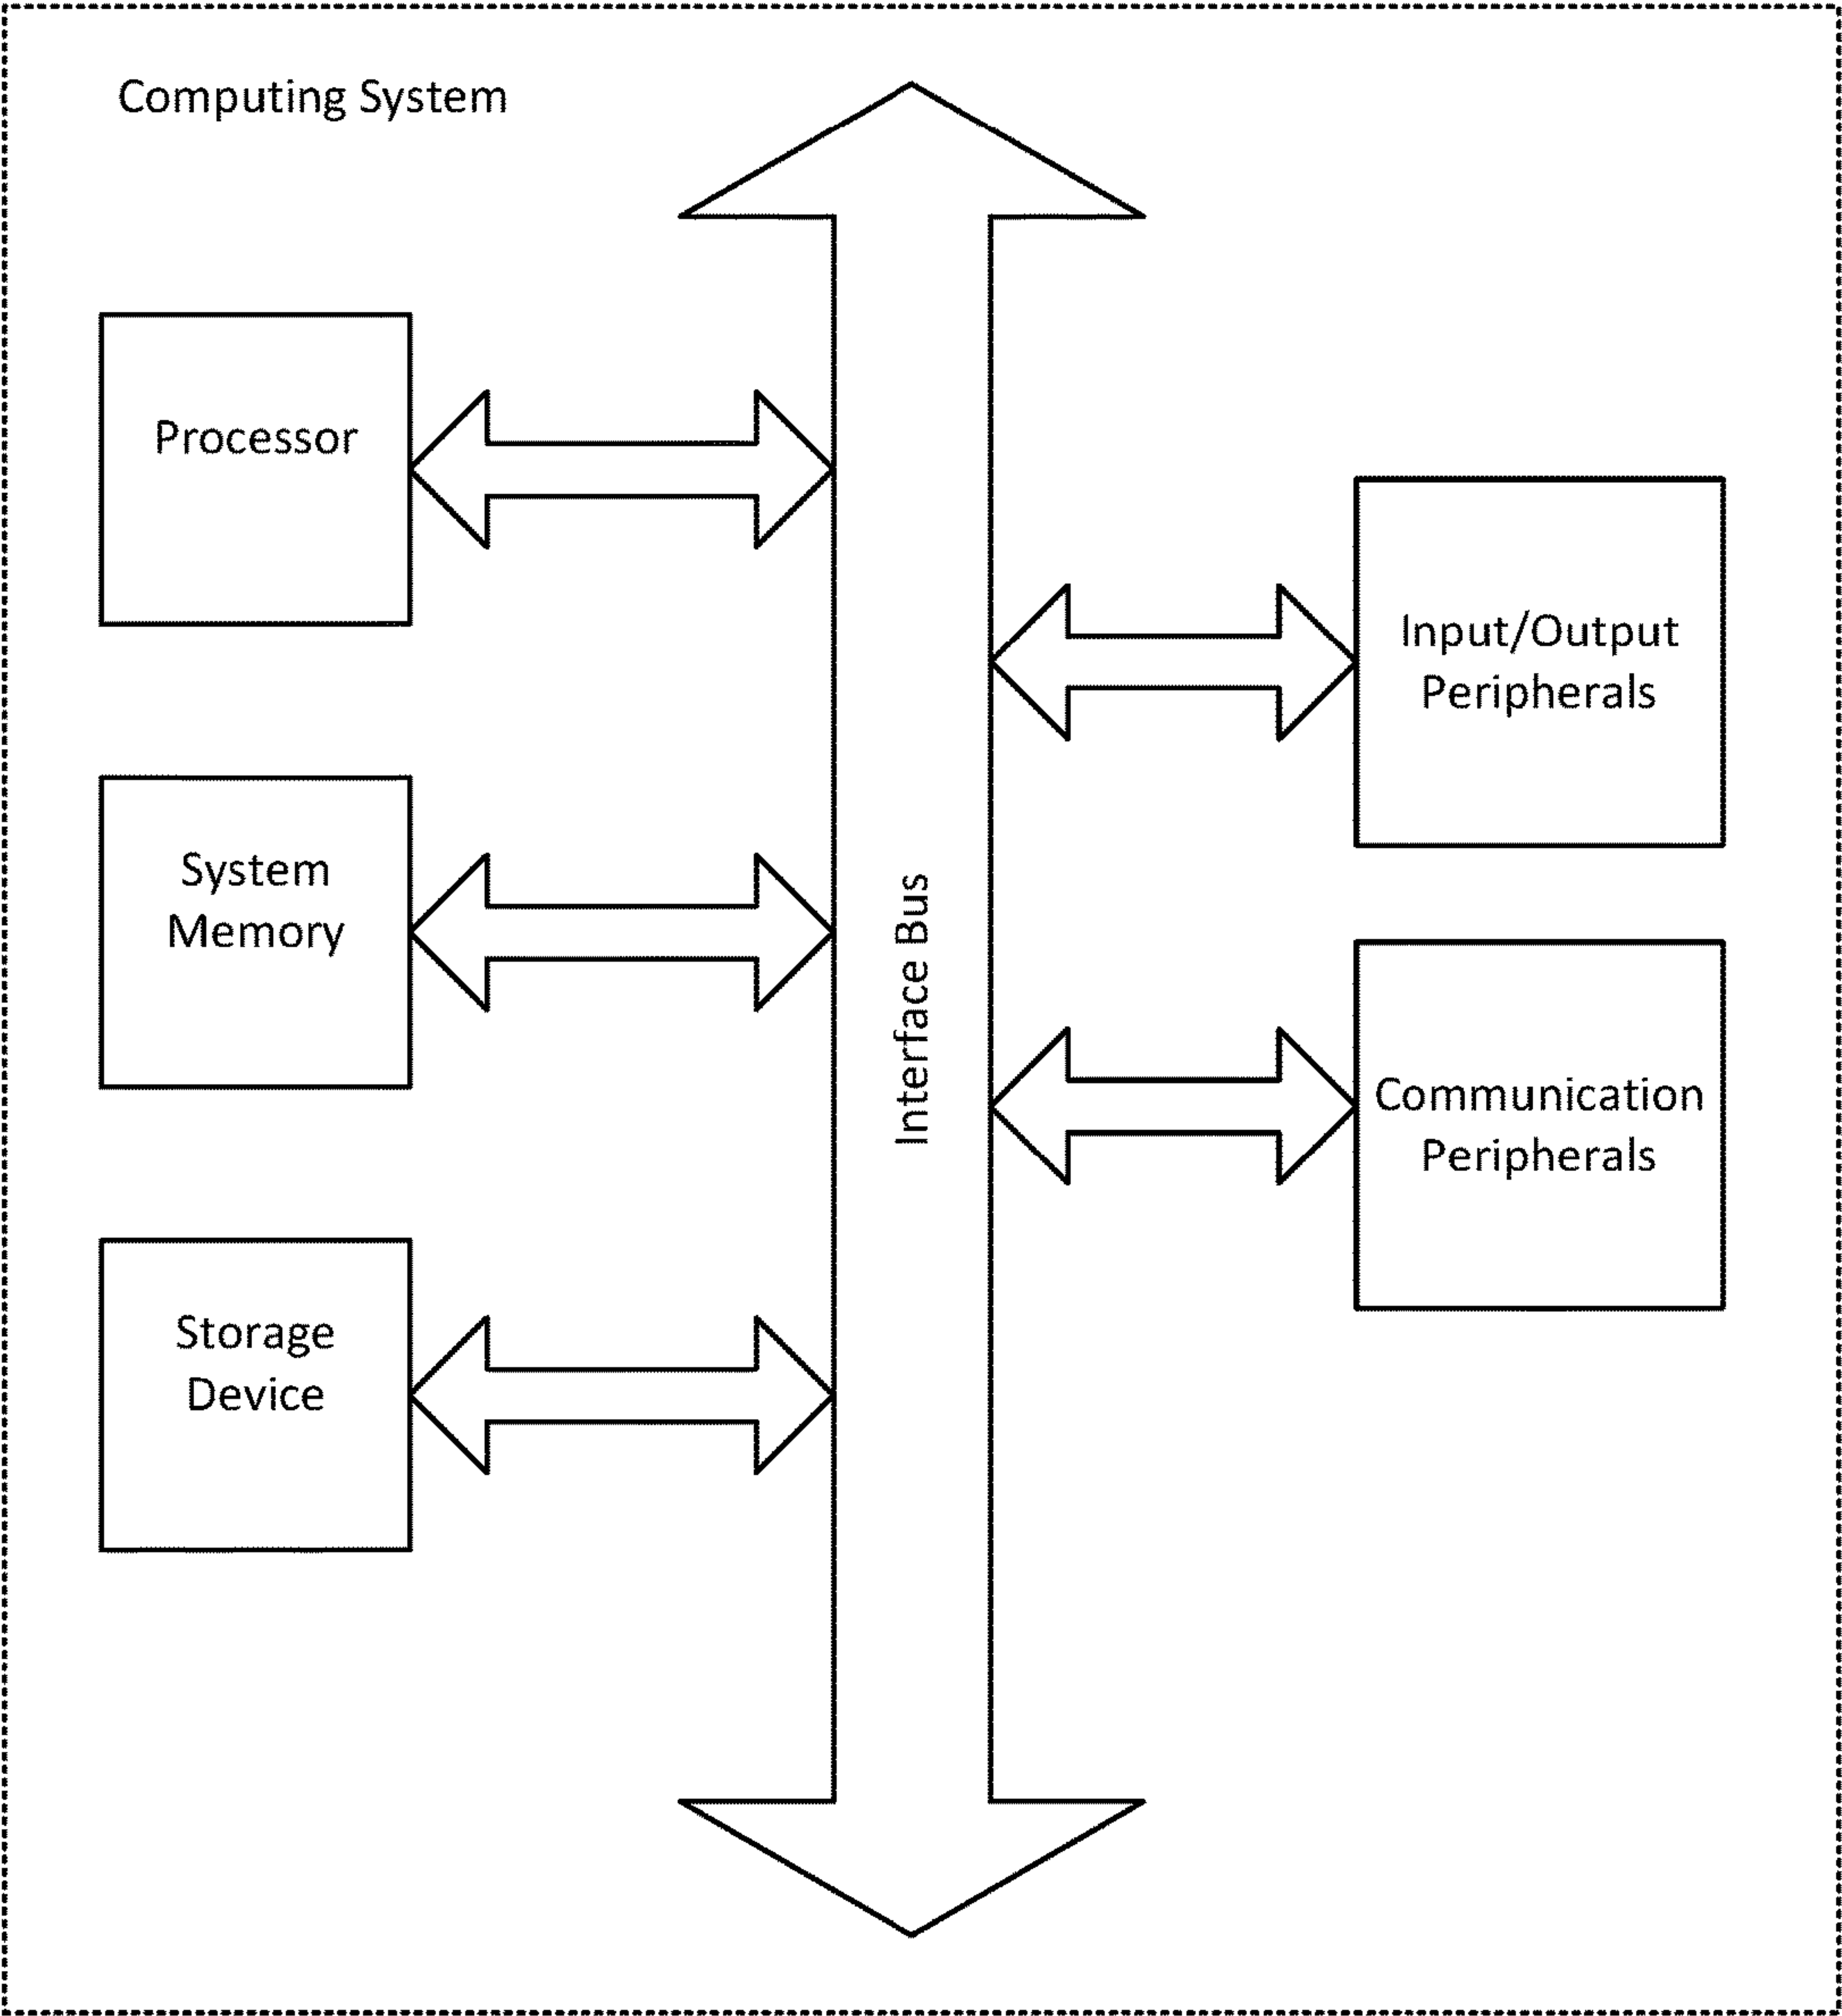 Computing System
Processor
System
Memory
Storage
Device
Interface Bus
Input/Output
Peripherals
Communication
Peripherals